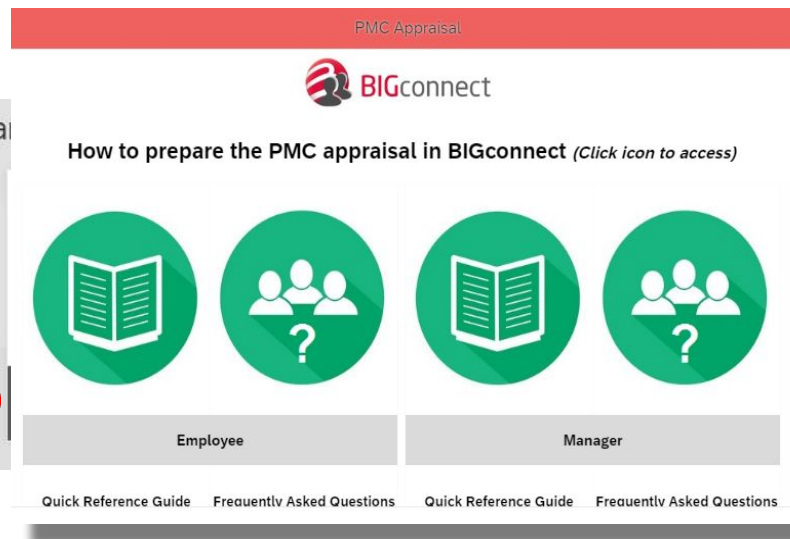 PMC Appraisal
BIGconnect
How to prepare the PMC appraisal in BIGconnect (Click icon to access)
?
?
Employee
Manager
Quick Reference Guide
Frequently Asked Questions
Quick Reference Guide
Frequently Asked Questions